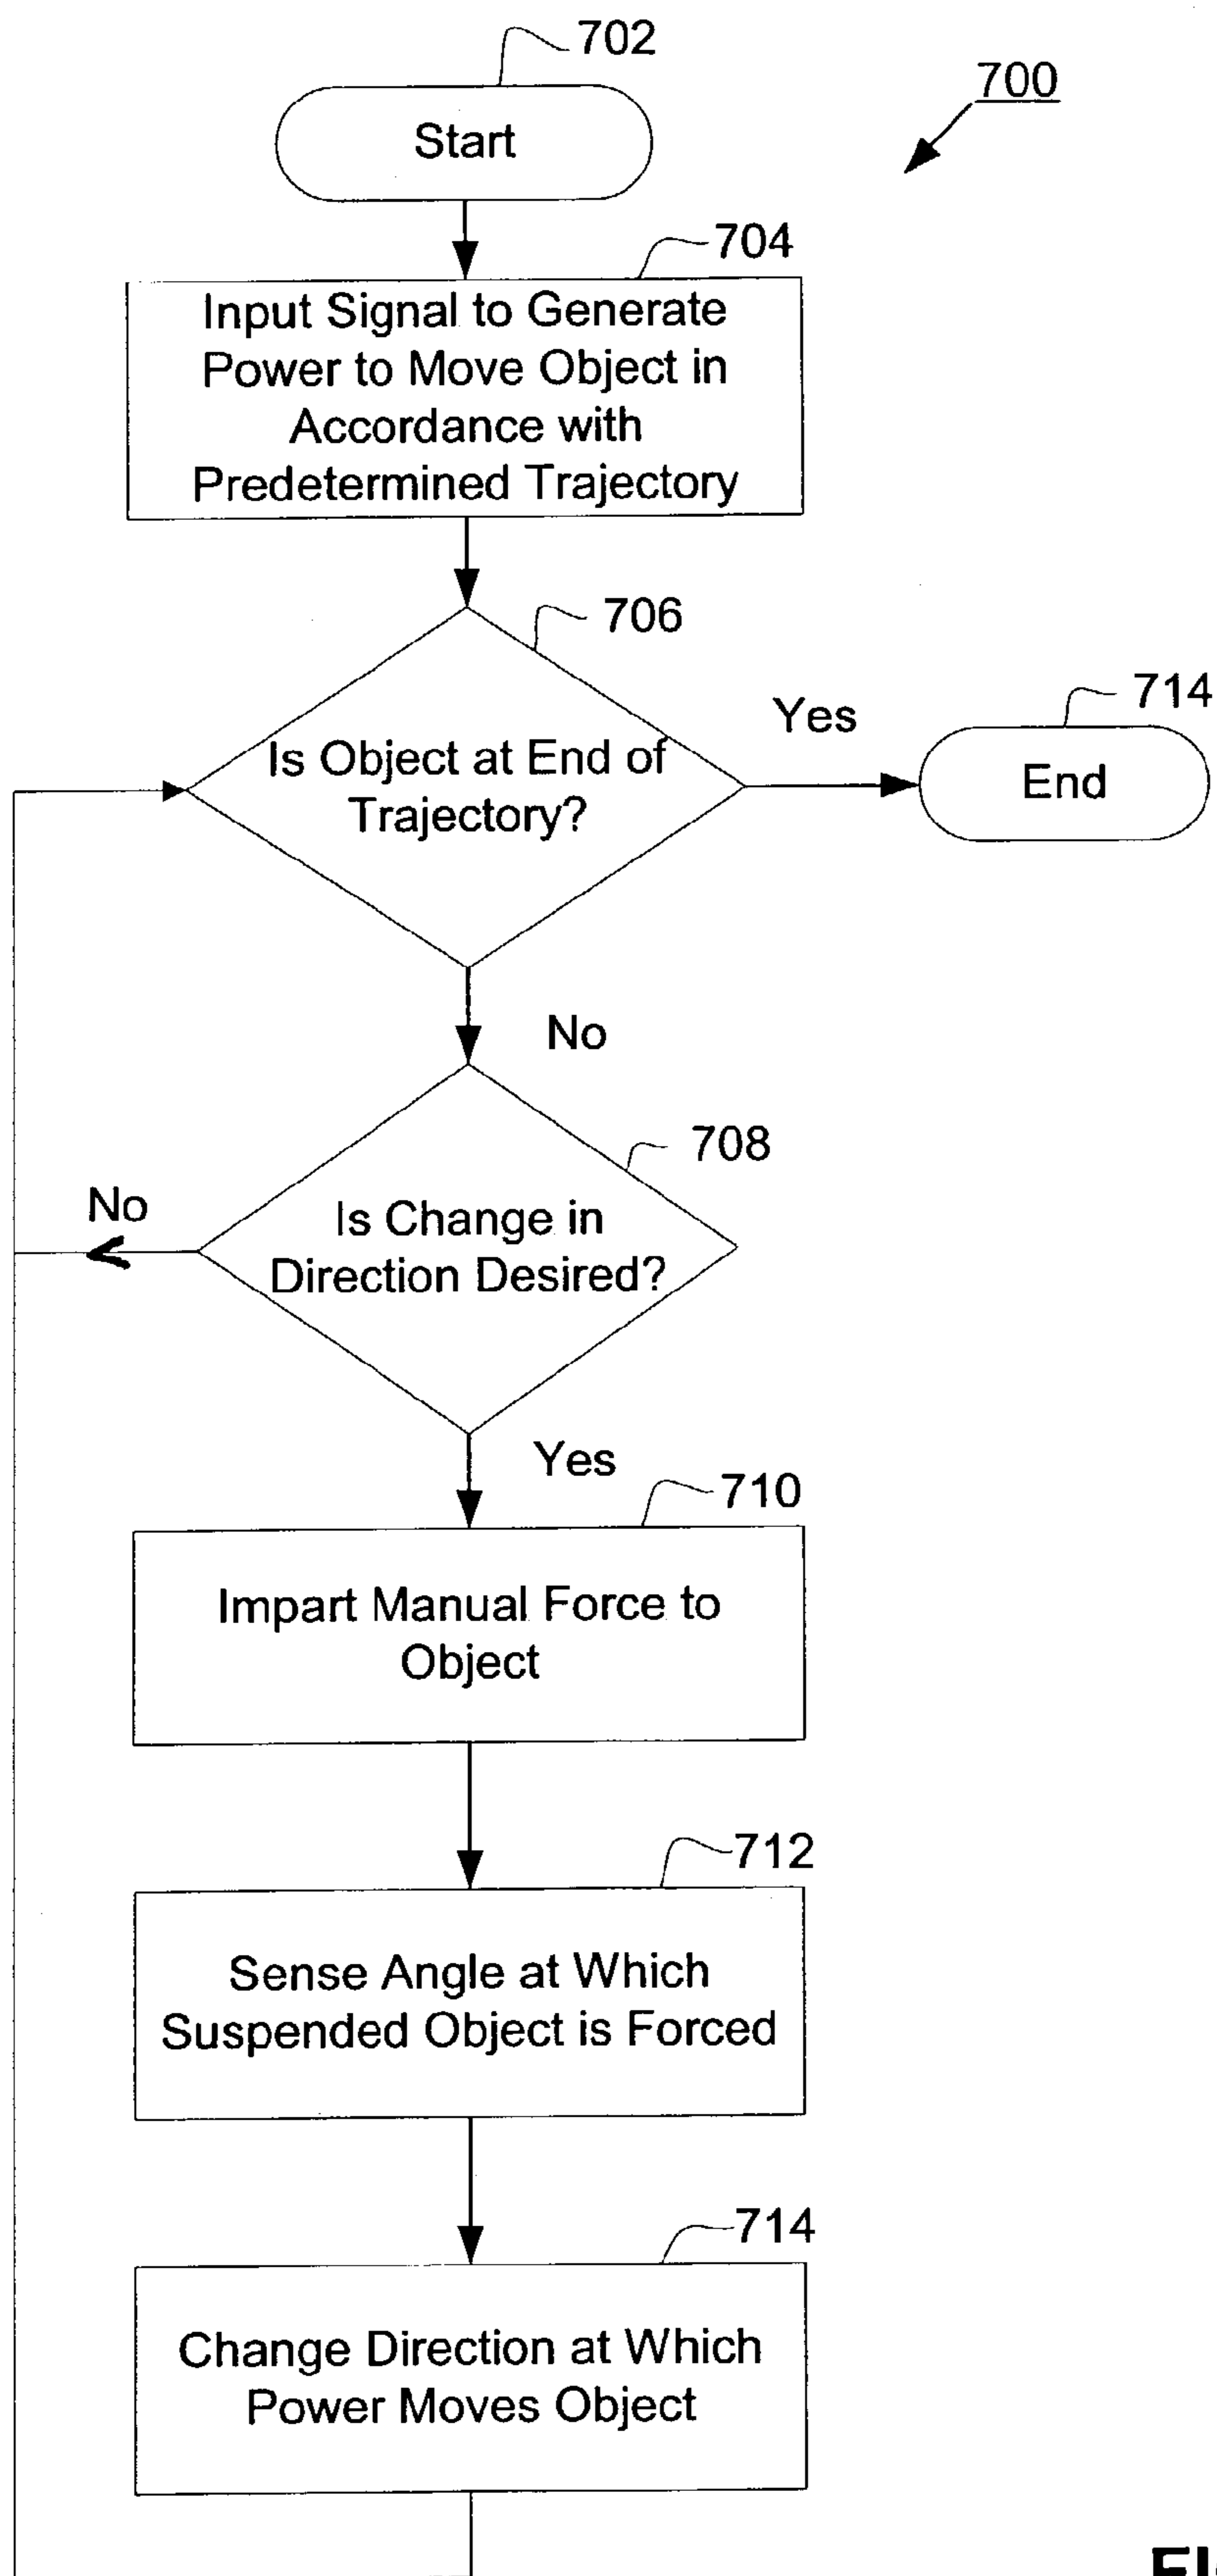 702
700
Start
704
Input Signal to Generate
Power to Move Object in
Accordance with
Predetermined Trajectory
706
714
Yes
Is Object at End of
Trajectory?
End
No
708
No
Is Change in
Direction Desired?
Yes
710
Impart Manual Force to
Object
712
Sense Angle at Which
Suspended Object is Forced
714
Change Direction at Which
Power Moves Object